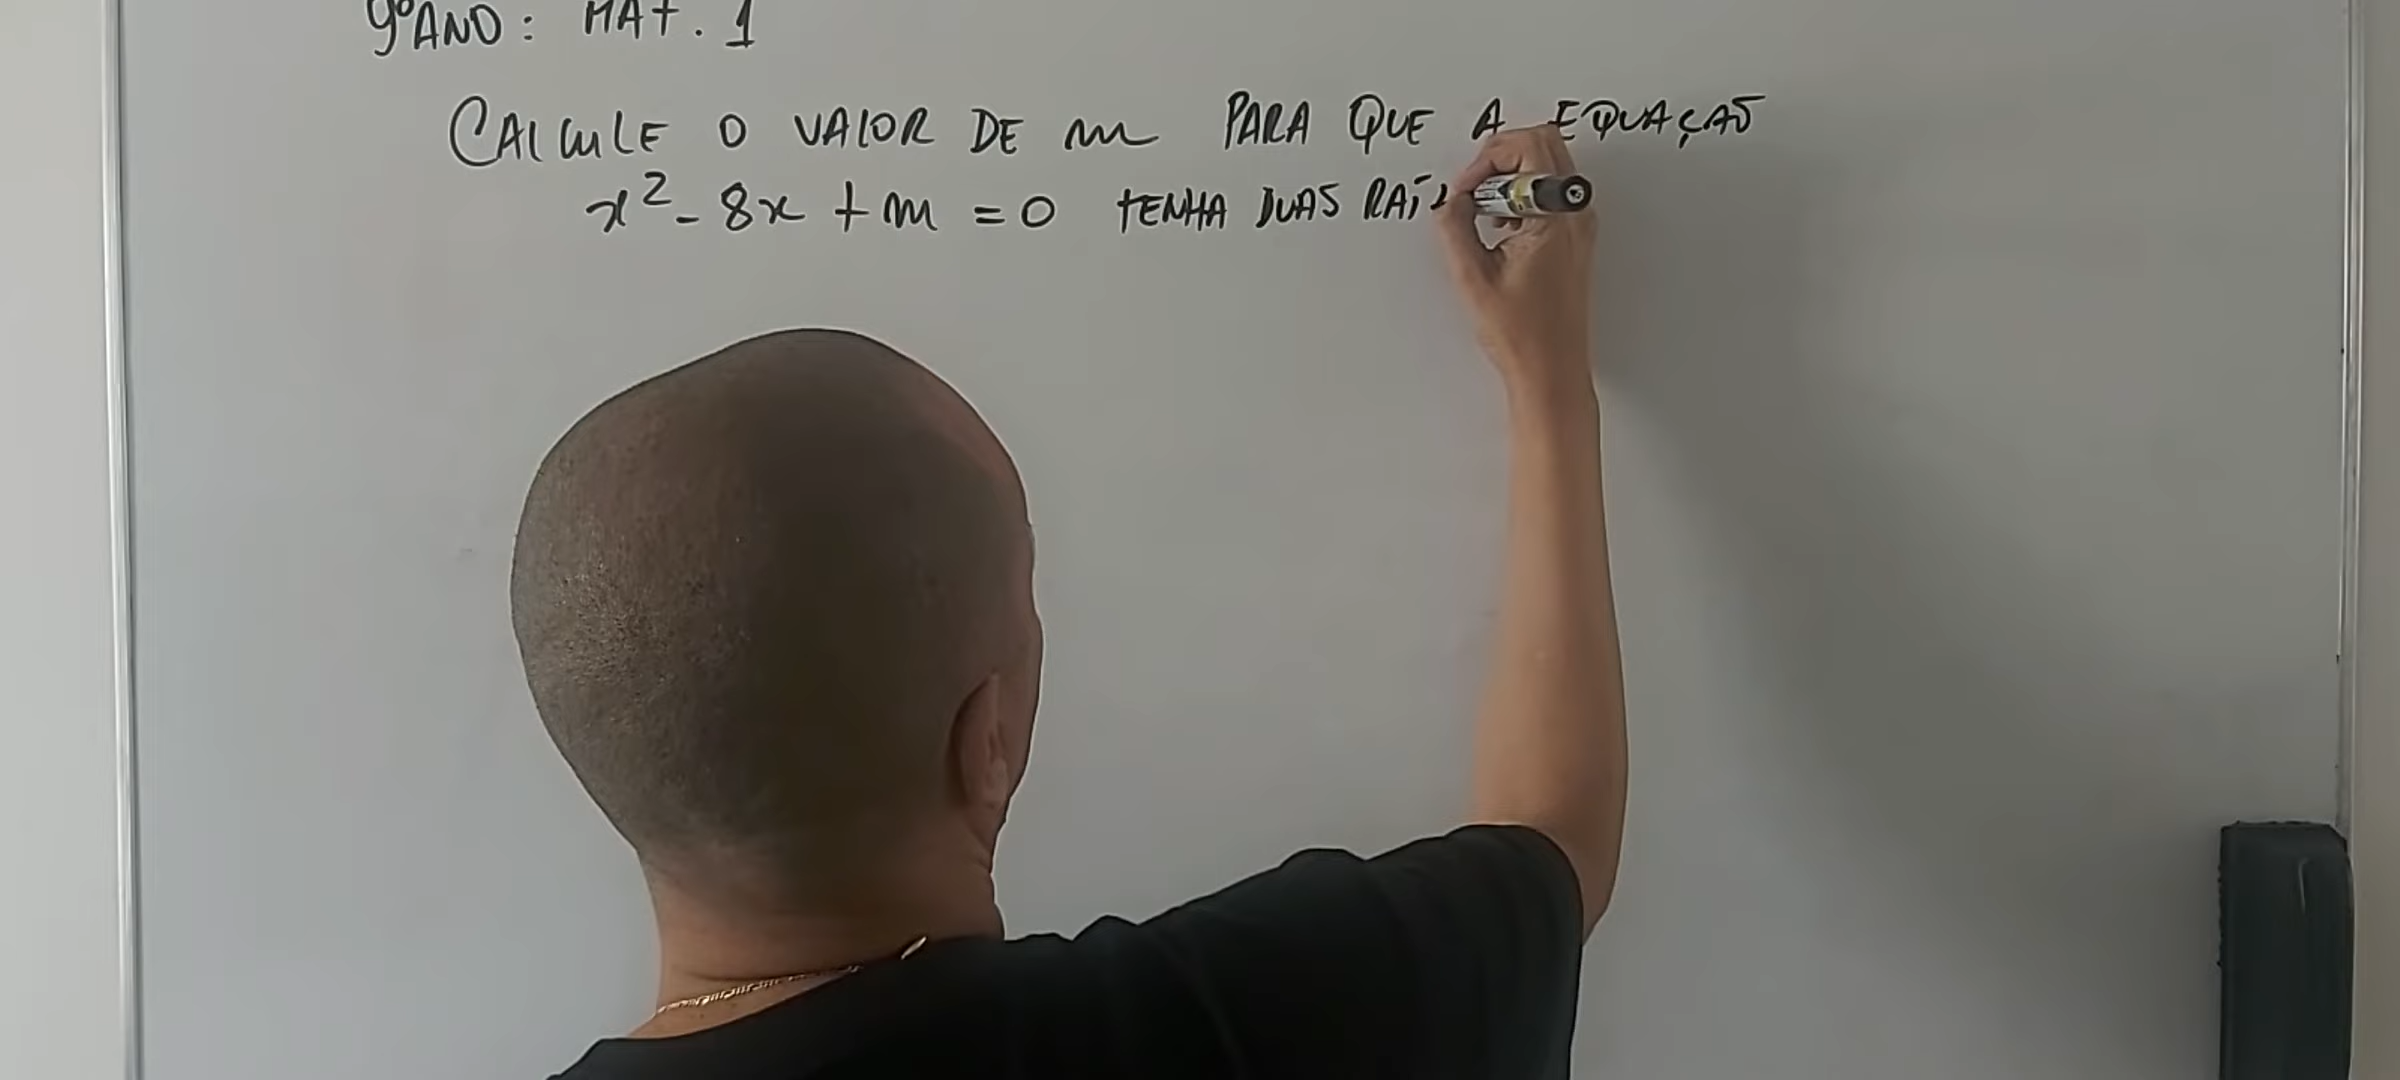 9º ANO: MAT. 1
CALCULE O VALOR DE m PARA QUE A EQUAÇÃO
x² - 8x + m = 0 TENHA DUAS